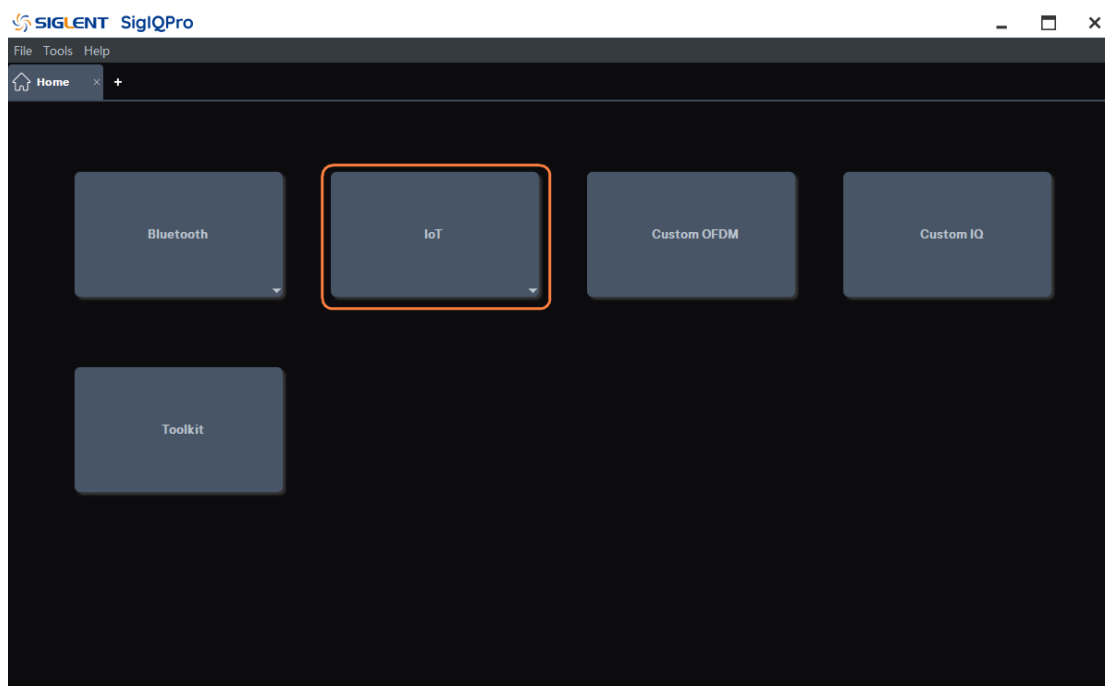 SIGLENT SigIQPro
File Tools Help
Home
Bluetooth
IoT
Custom OFDM
Custom IQ
Toolkit